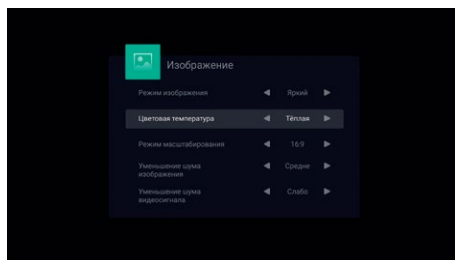 Изображение
Режим изображения Яркий
Цветовая температура Тёплая
Режим масштабирования 16:9
Уменьшение шума
изображения Средне
Уменьшение шума
видеосигнала Слабо